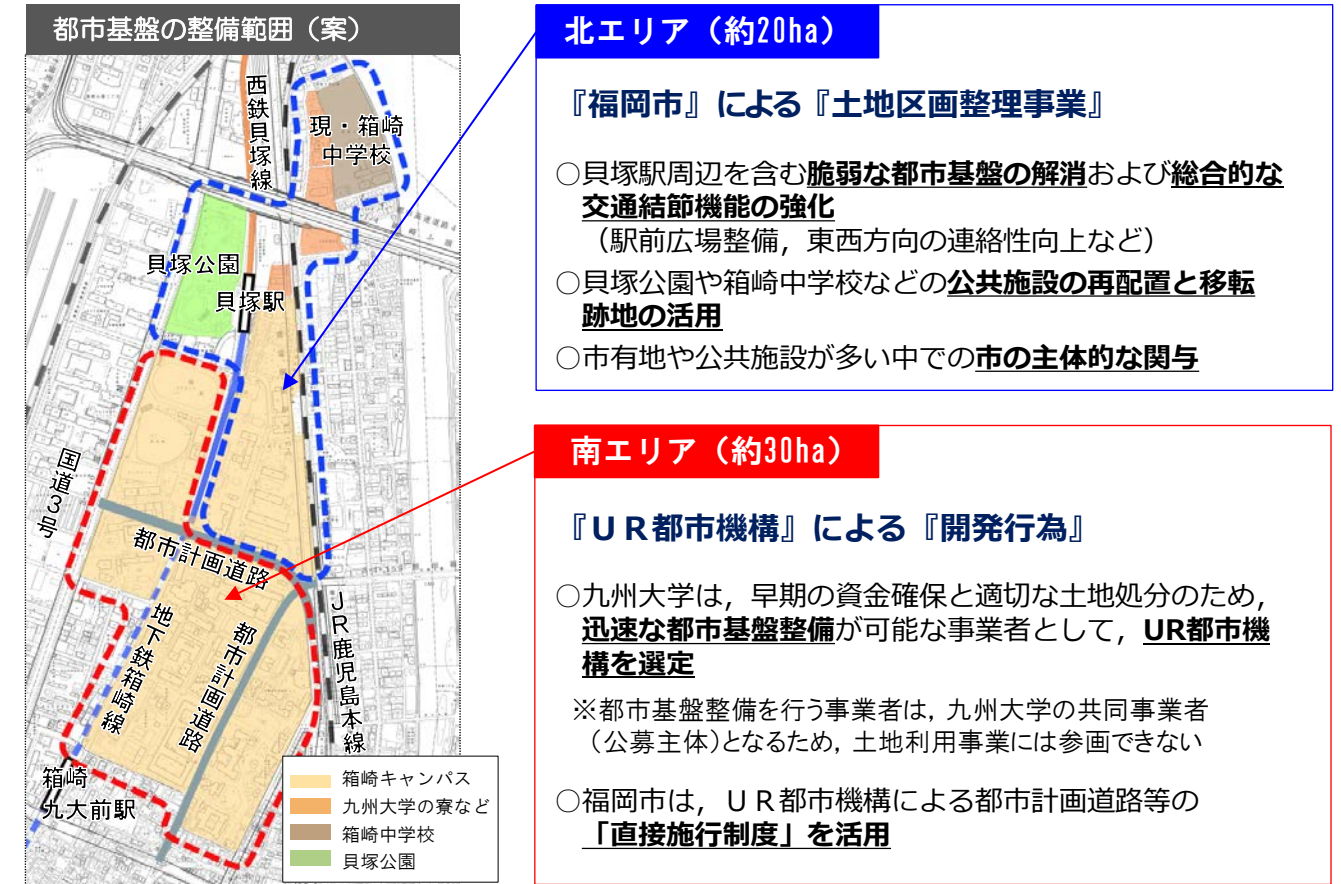 都市基盤の整備範囲（案）
西鉄貝塚線
現・箱崎
中学校
貝塚公園
貝塚駅
国道3号
都市計画道路
地下鉄箱崎線
都市計画道路
JR鹿児島本線
箱崎
九大前駅
箱崎キャンパス
九州大学の寮など
箱崎中学校
貝塚公園
北エリア（約20ha）
『福岡市』による『土地区画整理事業』
○貝塚駅周辺を含む脆弱な都市基盤の解消および総合的な
交通結節機能の強化
（駅前広場整備，東西方向の連絡性向上など）
○貝塚公園や箱崎中学校などの公共施設の再配置と移転
跡地の活用
○市有地や公共施設が多い中での市の主体的な関与
南エリア（約30ha）
『ＵＲ都市機構』による『開発行為』
○九州大学は，早期の資金確保と適切な土地処分のため，
迅速な都市基盤整備が可能な事業者として，UR都市機
構を選定
※都市基盤整備を行う事業者は，九州大学の共同事業者
（公募主体）となるため，土地利用事業には参画できない
○福岡市は，ＵＲ都市機構による都市計画道路等の
「直接施行制度」を活用